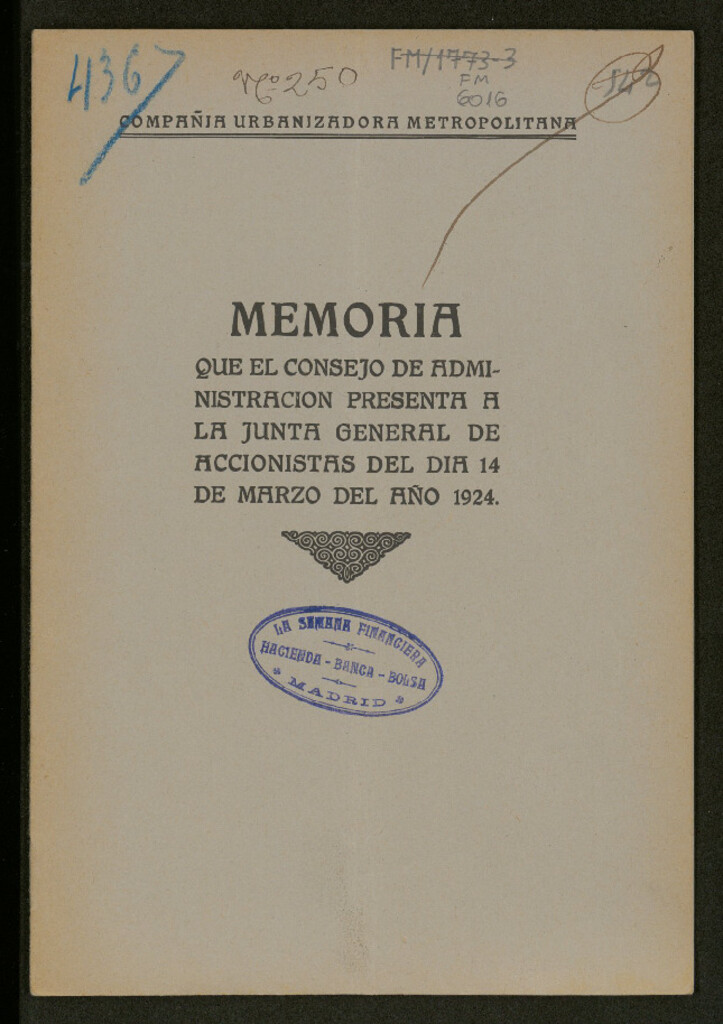 436
Nº 250
FM/1773-3
FM
6016
COMPAÑIA URBANIZADORA METROPOLITANA
MEMORIA
QUE EL CONSEJO DE ADMI-
NISTRACION PRESENTA A
LA JUNTA GENERAL DE
ACCIONISTAS DEL DIA 14
DE MARZO DEL AÑO 1924.
LA SEMANA FINANCIERA
HACIENDA - BANCA - BOLSA
* MADRID *